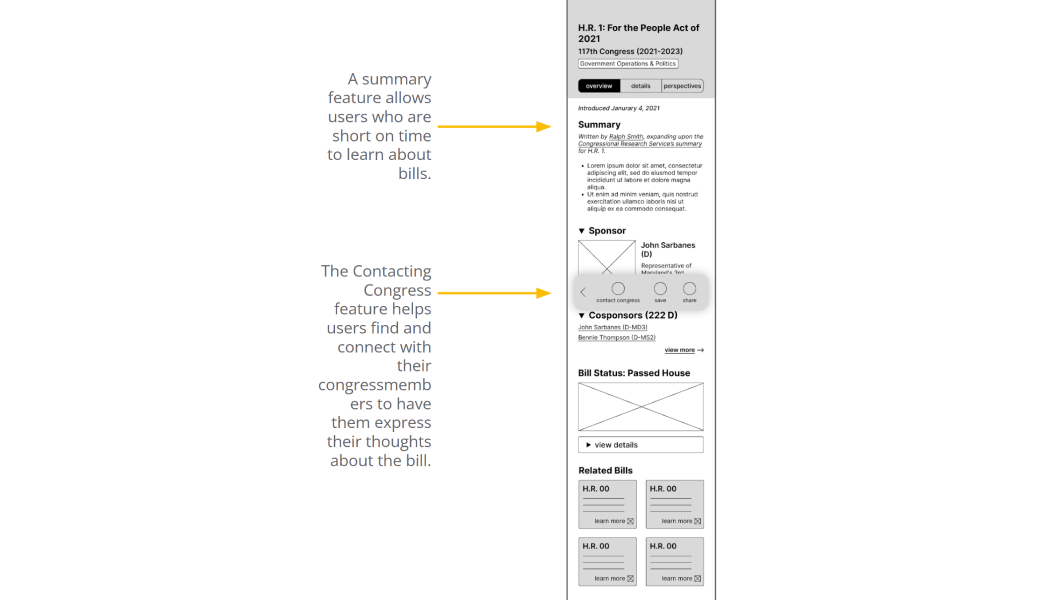 A summary
feature allows
users who are
short on time
to learn about
bills.
The Contacting
Congress
feature helps
users find and
connect with
their
congressmemb
ers to have
them express
their thoughts
about the bill.
H.R. 1: For the People Act of
2021
117th Congress (2021-2023)
Government Operations & Politics
overview details perspectives
Introduced Janurary 4, 2021
Summary
Written by Ralph Smith, expanding upon the
Congressional Research Service's summary
for H.R. 1.
• Lorem ipsum dolor sit amet, consectetur
adipiscing elit, sed do eiusmod tempor
incididunt ut labore et dolore magna
aliqua.
• Ut enim ad minim veniam, quis nostrud
exercitation ullamco laboris nisi ut
aliquip ex ea commodo consequat.
▼ Sponsor
John Sarbanes
(D)
Representative of
Maryland's 3rd
contact congress save share
▼ Cosponsors (222 D)
John Sarbanes (D-MD3)
Bennie Thompson (D-MS2)
view more →
Bill Status: Passed House
► view details
Related Bills
H.R. 00 H.R. 00
learn more learn more
H.R. 00 H.R. 00
learn more learn more